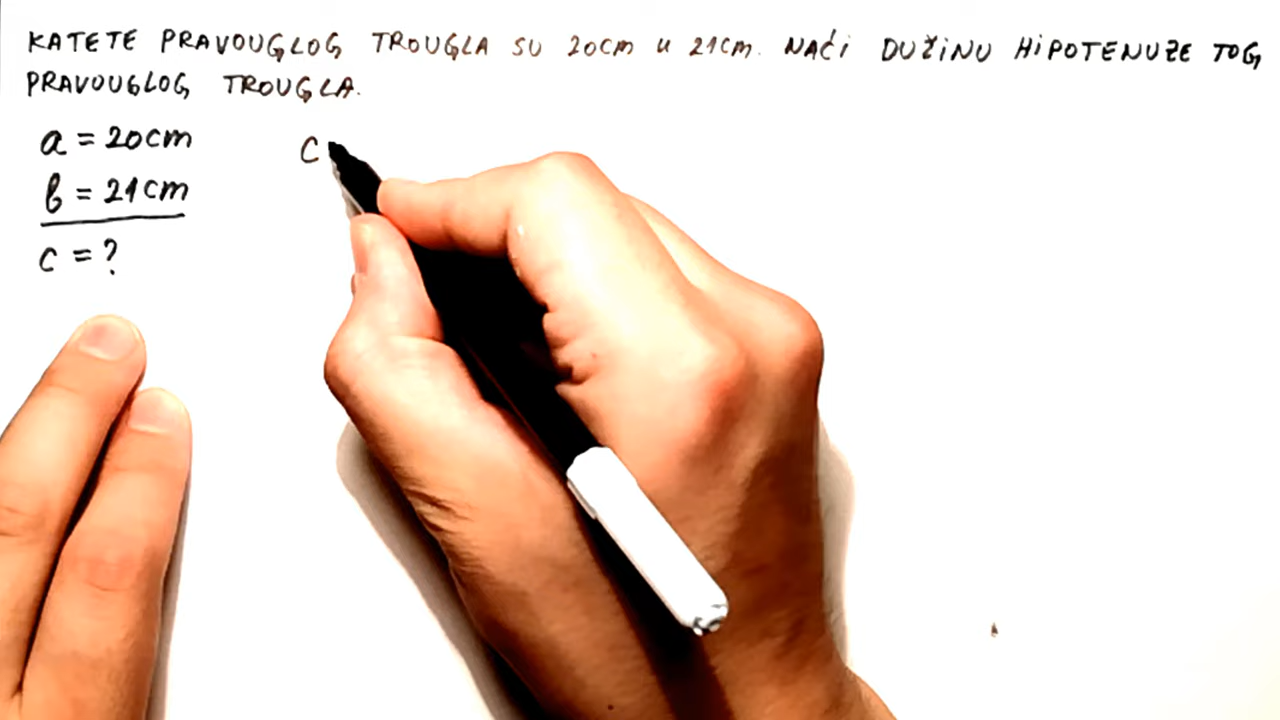 KATETE PRAVOUGLOG TROUGLA SU 20cm u 21cm. NAĆI DUŽINU HIPOTENUZE TOG
PRAVOUGLOG TROUGLA.
a = 20cm
b = 21cm
c = ?
C